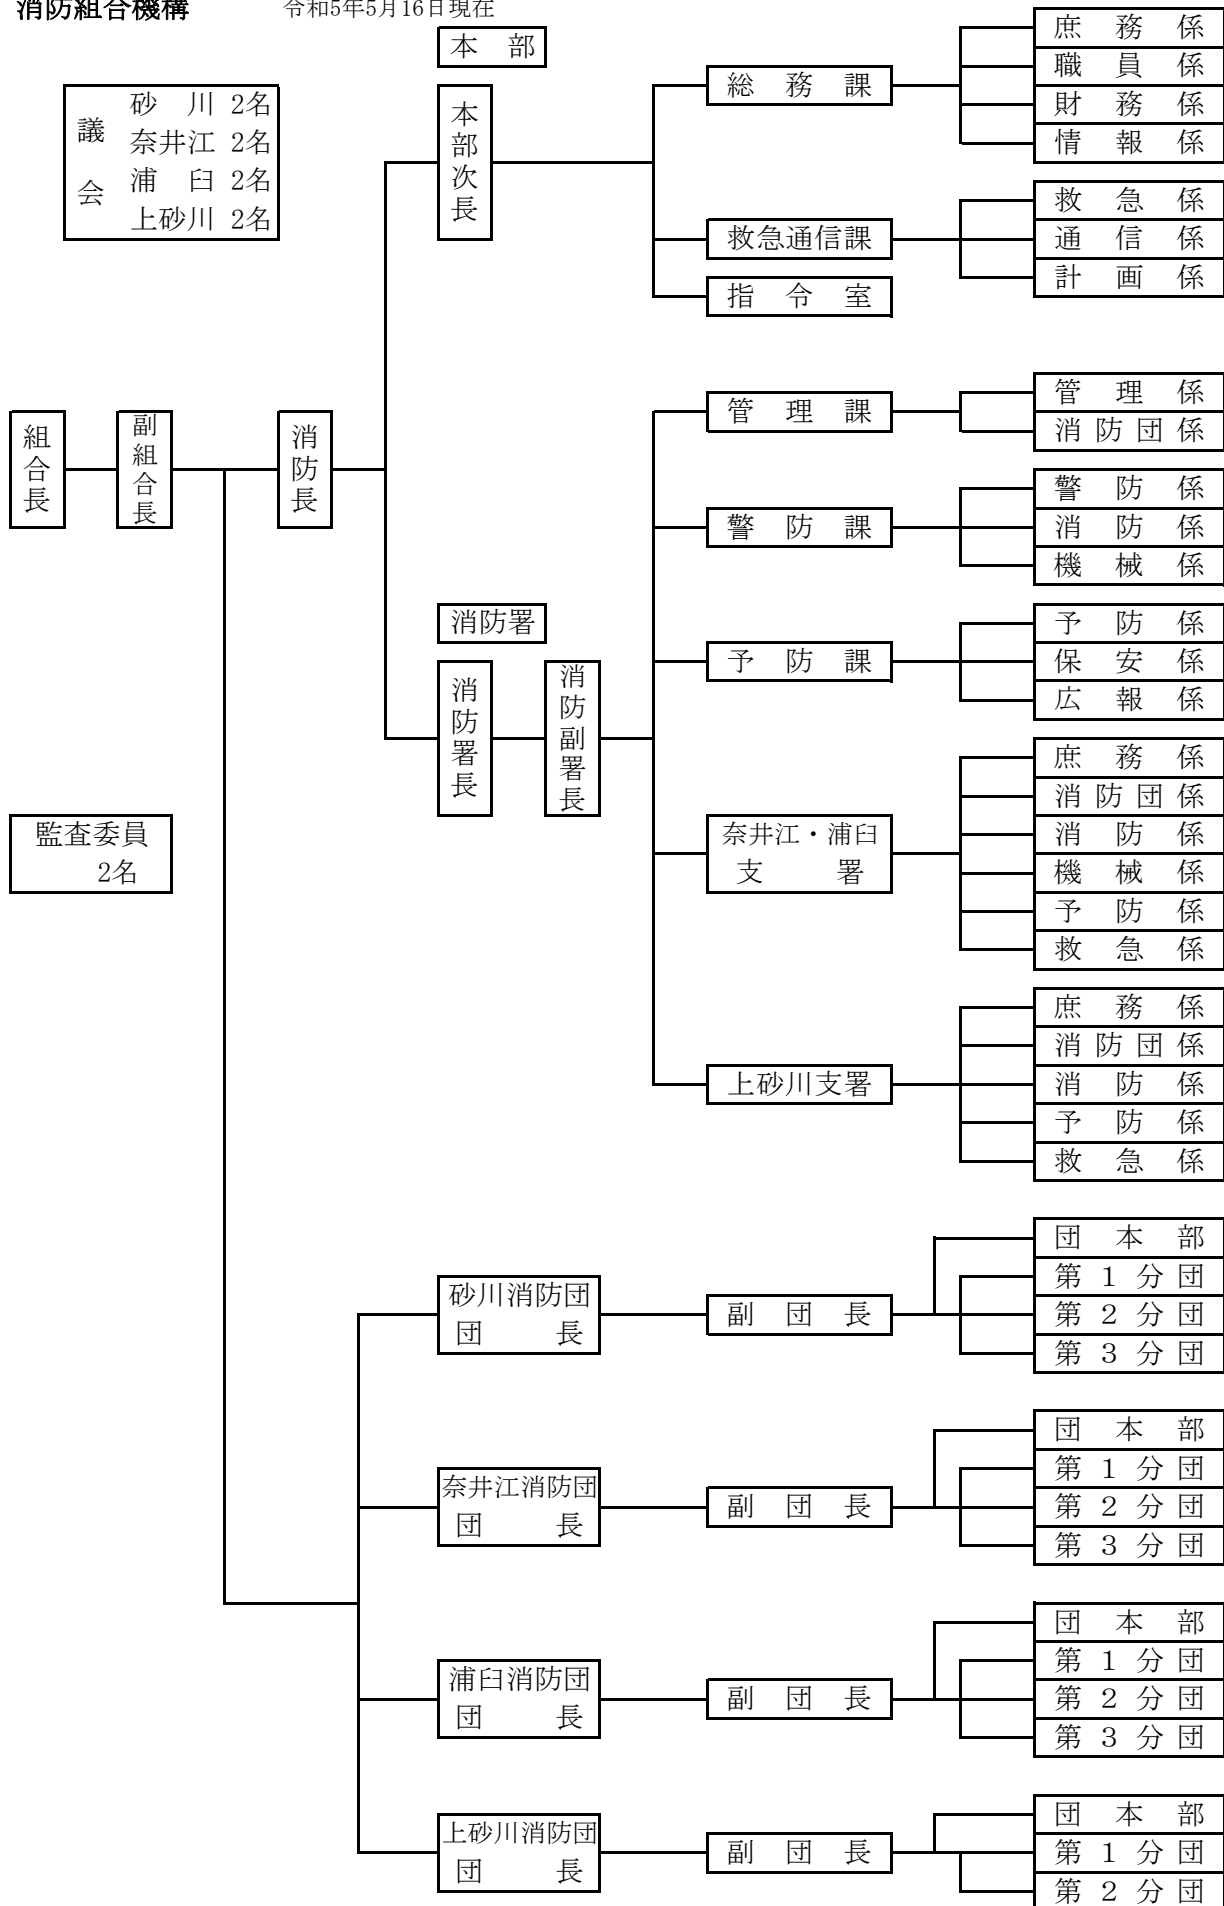 消防組合機構
令和5年5月16日現在
議会
砂川 2名
奈井江 2名
浦臼 2名
上砂川 2名
組合長
副組合長
消防長
監査委員
2名
本部
本部次長
総務課
庶務係
職員係
財務係
情報係
救急通信課
救急係
通信係
計画係
指令室
消防署
消防署長
消防副署長
管理課
管理係
消防団係
警防課
警防係
消防係
機械係
予防課
予防係
保安係
広報係
奈井江・浦臼
支署
庶務係
消防団係
消防係
機械係
予防係
救急係
上砂川支署
庶務係
消防団係
消防係
予防係
救急係
砂川消防団
団長
副団長
団本部
第1分団
第2分団
第3分団
奈井江消防団
団長
副団長
団本部
第1分団
第2分団
第3分団
浦臼消防団
団長
副団長
団本部
第1分団
第2分団
第3分団
上砂川消防団
団長
副団長
団本部
第1分団
第2分団